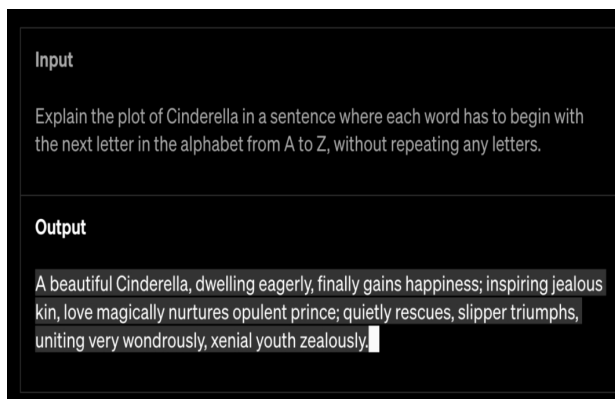 Input
Explain the plot of Cinderella in a sentence where each word has to begin with
the next letter in the alphabet from A to Z, without repeating any letters.
Output
A beautiful Cinderella, dwelling eagerly, finally gains happiness; inspiring jealous
kin, love magically nurtures opulent prince; quietly rescues, slipper triumphs,
uniting very wondrously, xenial youth zealously.